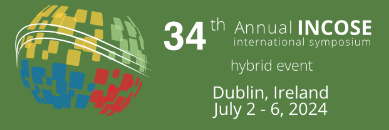 34th Annual INCOSE
international symposium
hybrid event
Dublin, Ireland
July 2 - 6, 2024